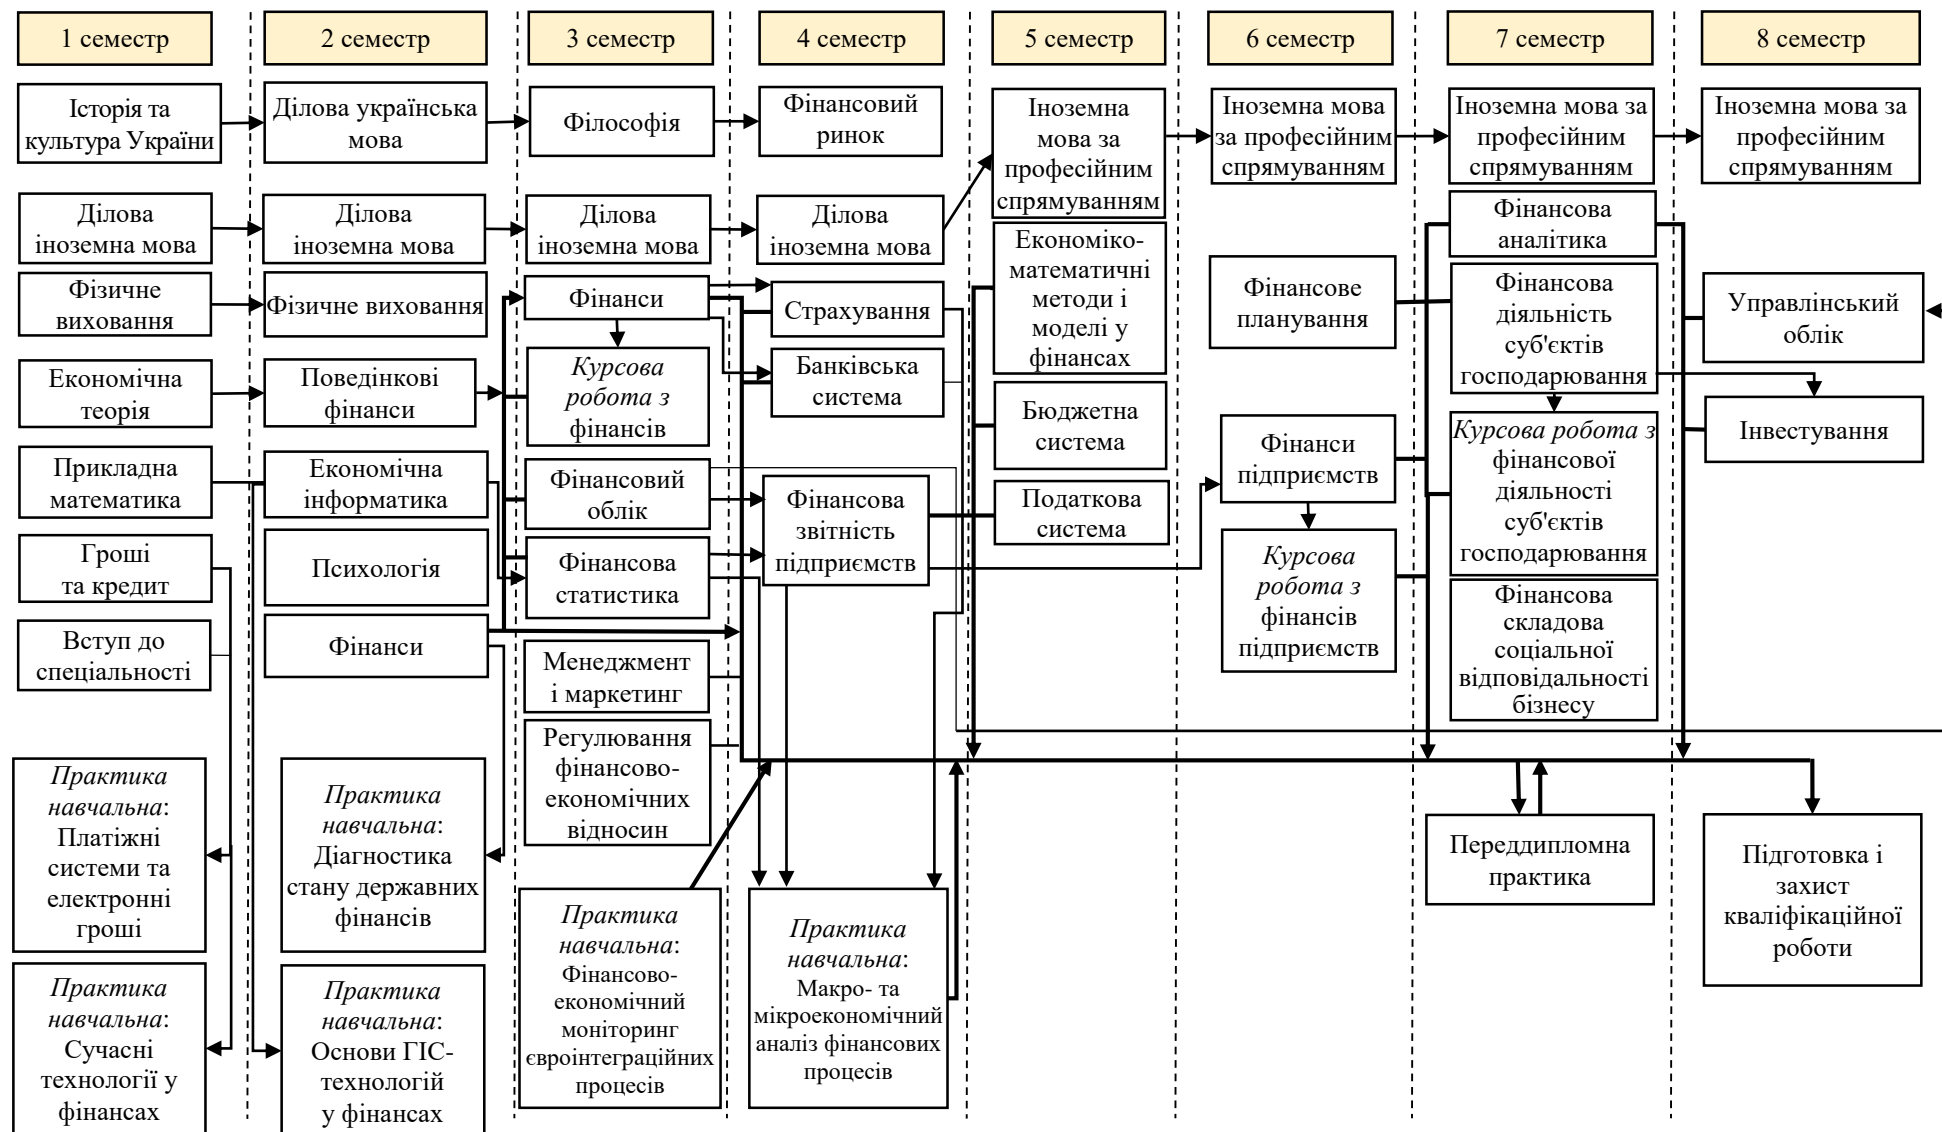 1 семестр
2 семестр
3 семестр
4 семестр
5 семестр
6 семестр
7 семестр
8 семестр
Історія та
культура України
Ділова українська
мова
Філософія
Фінансовий
ринок
Іноземна
мова за
професійним
спрямуванням
Іноземна мова
за професійним
спрямуванням
Іноземна мова за
професійним
спрямуванням
Іноземна мова за
професійним
спрямуванням
Ділова
іноземна мова
Ділова
іноземна мова
Ділова
іноземна мова
Ділова
іноземна мова
Фінансова
аналітика
Фізичне
виховання
Фізичне виховання
Фінанси
Страхування
Економіко-
математичні
методи і
моделі у
фінансах
Фінансове
планування
Фінансова
діяльність
суб'єктів
господарювання
Управлінський
облік
Економічна
теорія
Поведінкові
фінанси
Курсова
робота з
фінансів
Банківська
система
Бюджетна
система
Фінанси
підприємств
Курсова робота з
фінансової
діяльності
суб'єктів
господарювання
Інвестування
Прикладна
математика
Економічна
інформатика
Фінансовий
облік
Фінансова
звітність
підприємств
Податкова
система
Гроші
та кредит
Психологія
Фінансова
статистика
Курсова
робота з
фінансів
підприємств
Фінансова
складова
соціальної
відповідальності
бізнесу
Вступ до
спеціальності
Фінанси
Менеджмент
і маркетинг
Регулювання
фінансово-
економічних
відносин
Практика
навчальна:
Платіжні
системи та
електронні
гроші
Практика
навчальна:
Діагностика
стану державних
фінансів
Переддипломна
практика
Підготовка і
захист
кваліфікаційної
роботи
Практика
навчальна:
Сучасні
технології у
фінансах
Практика
навчальна:
Основи ГІС-
технологій
у фінансах
Практика
навчальна:
Фінансово-
економічний
моніторинг
євроінтеграційних
процесів
Практика
навчальна:
Макро- та
мікроекономічний
аналіз фінансових
процесів